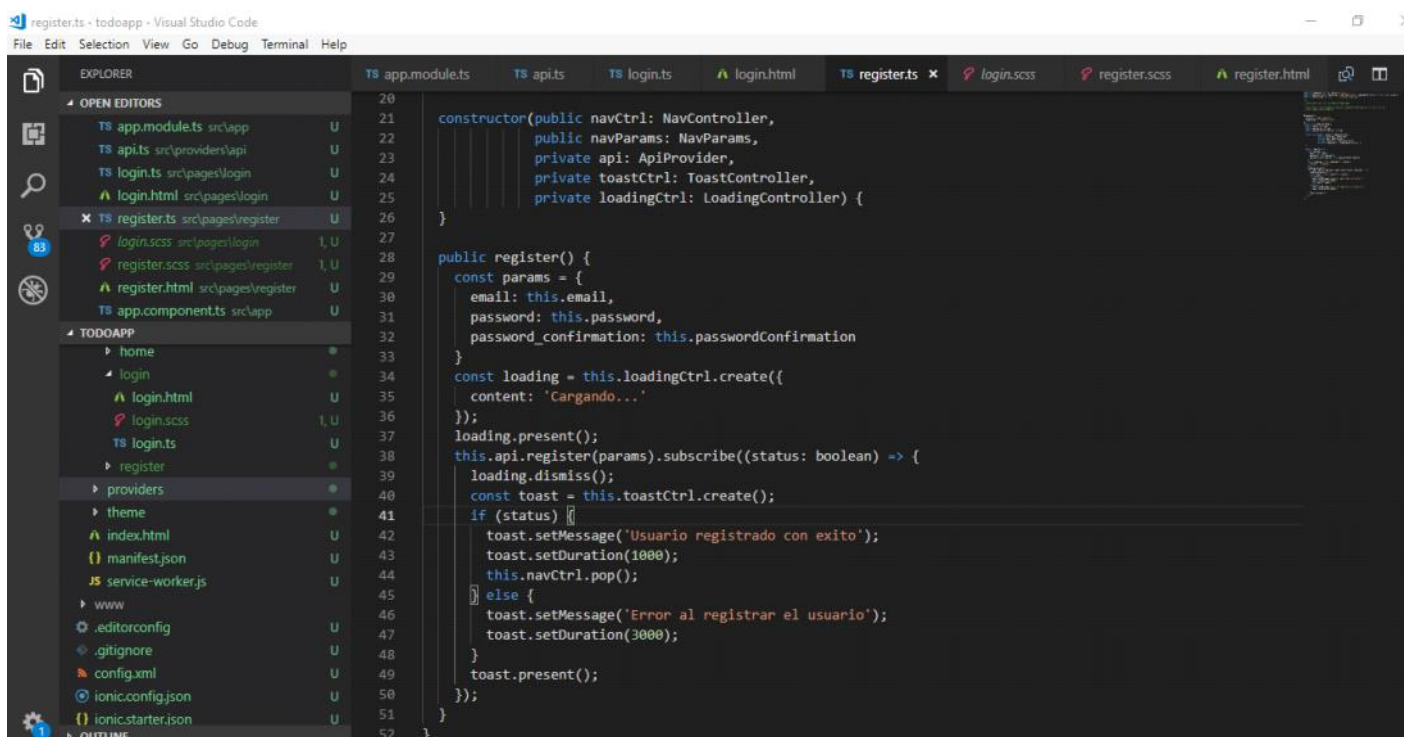 register.ts - todoapp - Visual Studio Code
File Edit Selection View Go Debug Terminal Help
EXPLORER
TS app.module.ts TS api.ts TS login.ts login.html TS register.ts × login.scss register.scss register.html
OPEN EDITORS
TS app.module.ts src\app U
TS api.ts src\providers\api U
TS login.ts src\pages\login U
login.html src\pages\login U
× TS register.ts src\pages\register U
login.scss src\pages\login 1, U
register.scss src\pages\register 1, U
register.html src\pages\register U
TS app.component.ts src\app U
TODOAPP
home
login
login.html U
login.scss 1, U
TS login.ts U
register
providers
theme
index.html U
{} manifest.json U
JS service-worker.js U
www
.editorconfig U
.gitignore U
config.xml U
ionic.config.json U
{} ionic.starter.json U
OUTLINE
83
1
20
21 constructor(public navCtrl: NavController,
22 public navParams: NavParams,
23 private api: ApiProvider,
24 private toastCtrl: ToastController,
25 private loadingCtrl: LoadingController) {
26 }
27
28 public register() {
29 const params = {
30 email: this.email,
31 password: this.password,
32 password_confirmation: this.passwordConfirmation
33 }
34 const loading = this.loadingCtrl.create({
35 content: 'Cargando...'
36 });
37 loading.present();
38 this.api.register(params).subscribe((status: boolean) => {
39 loading.dismiss();
40 const toast = this.toastCtrl.create();
41 if (status) {
42 toast.setMessage('Usuario registrado con exito');
43 toast.setDuration(1000);
44 this.navCtrl.pop();
45 } else {
46 toast.setMessage('Error al registrar el usuario');
47 toast.setDuration(3000);
48 }
49 toast.present();
50 });
51 }
52 }